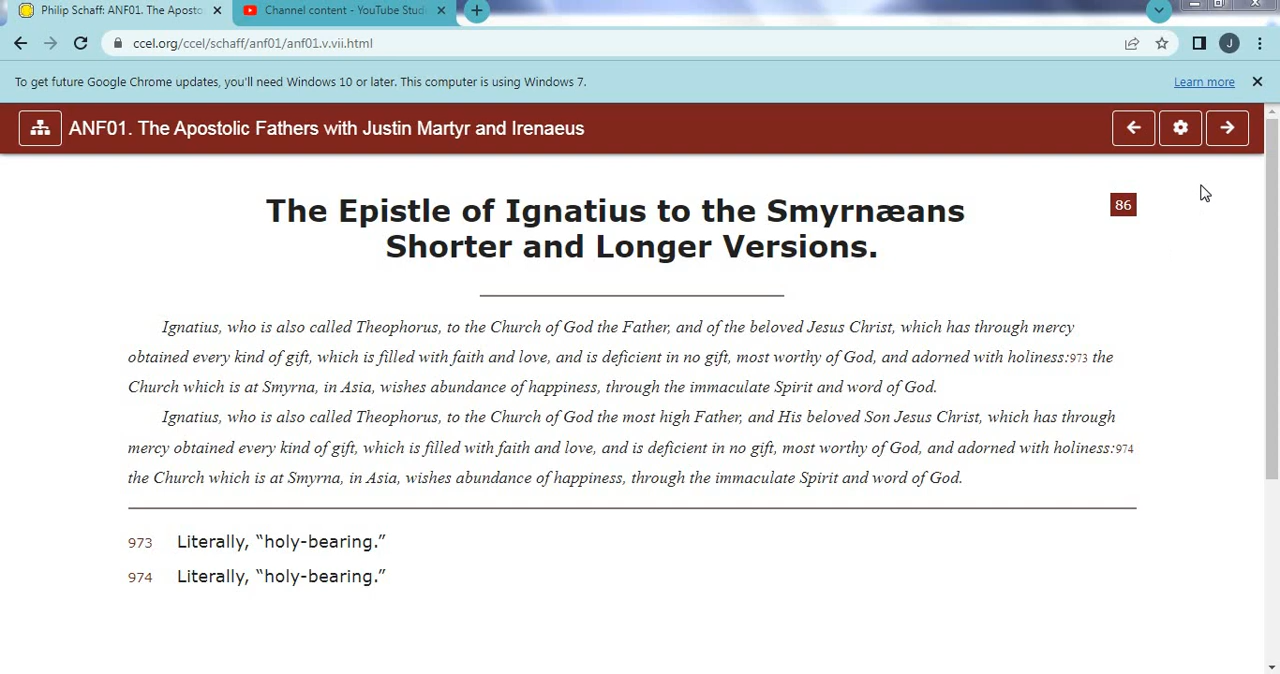 Philip Schaff: ANF01. The Aposto
Channel content - YouTube Stud
ccel.org/ccel/schaff/anf01/anf01.v.vii.html
J
To get future Google Chrome updates, you'll need Windows 10 or later. This computer is using Windows 7.
Learn more
ANF01. The Apostolic Fathers with Justin Martyr and Irenaeus
The Epistle of Ignatius to the Smyrnæans
86
Shorter and Longer Versions.
Ignatius, who is also called Theophorus, to the Church of God the Father, and of the beloved Jesus Christ, which has through mercy
obtained every kind of gift, which is filled with faith and love, and is deficient in no gift, most worthy of God, and adorned with holiness:973 the
Church which is at Smyrna, in Asia, wishes abundance of happiness, through the immaculate Spirit and word of God.
Ignatius, who is also called Theophorus, to the Church of God the most high Father, and His beloved Son Jesus Christ, which has through
mercy obtained every kind of gift, which is filled with faith and love, and is deficient in no gift, most worthy of God, and adorned with holiness:974
the Church which is at Smyrna, in Asia, wishes abundance of happiness, through the immaculate Spirit and word of God.
973 Literally, “holy-bearing.”
974 Literally, “holy-bearing.”